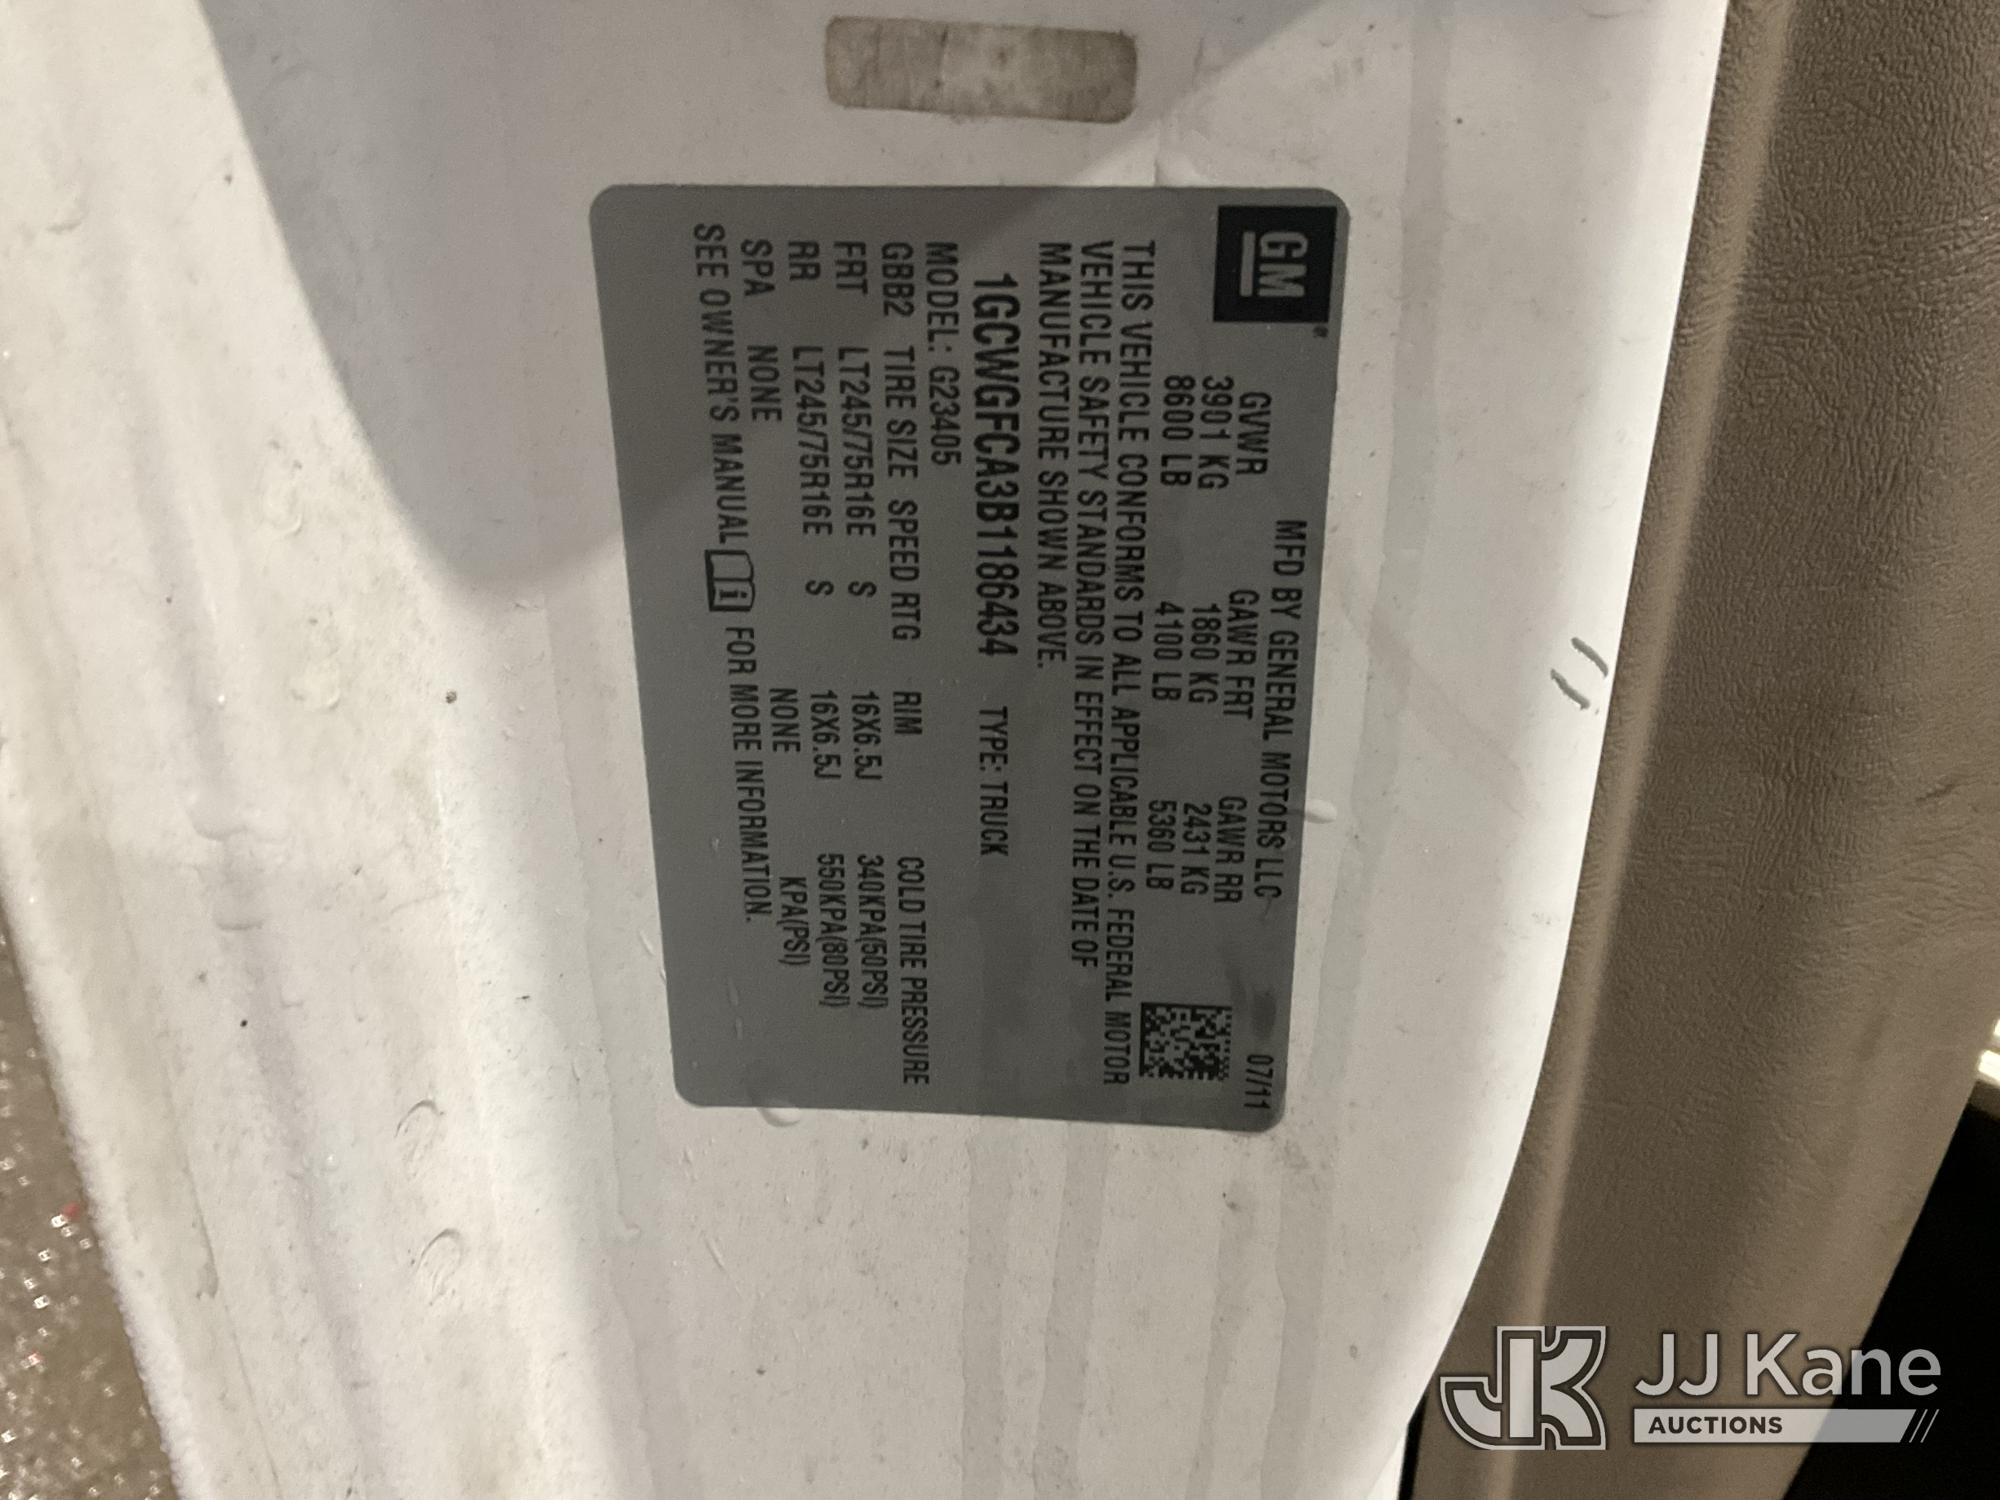 GM
MFD BY GENERAL MOTORS LLC 07/11
GVWR GAWR FRT GAWR RR
3901 KG 1860 KG 2431 KG
8600 LB 4100 LB 5360 LB
THIS VEHICLE CONFORMS TO ALL APPLICABLE U.S. FEDERAL MOTOR
VEHICLE SAFETY STANDARDS IN EFFECT ON THE DATE OF
MANUFACTURE SHOWN ABOVE.
1GCWGFCA3B1186434 TYPE: TRUCK
MODEL: G23405
GBB2 TIRE SIZE SPEED RTG RIM COLD TIRE PRESSURE
FRT LT245/75R16E S 16X6.5J 340KPA(50PSI)
RR LT245/75R16E S 16X6.5J 550KPA(80PSI)
SPA NONE NONE KPA(PSI)
SEE OWNER'S MANUAL i FOR MORE INFORMATION.
JK JJ Kane
AUCTIONS